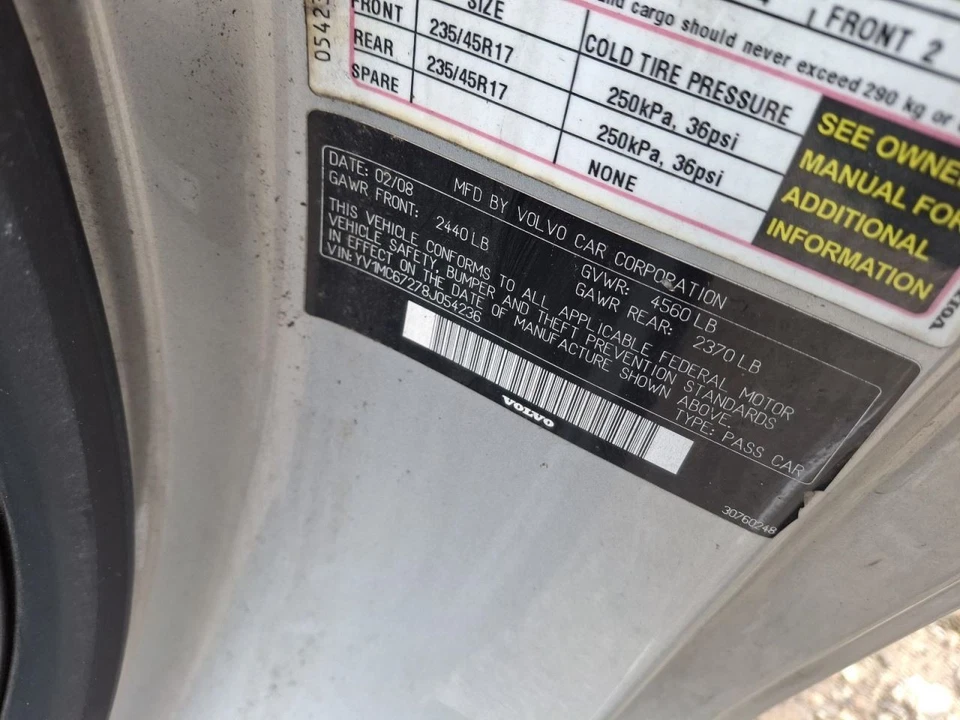 FRONT 2
and cargo should never exceed 290 kg or
SIZE
COLD TIRE PRESSURE
FRONT 235/45R17 250kPa, 36psi
REAR 235/45R17 250kPa, 36psi
SPARE NONE
SEE OWNE
MANUAL FOR
ADDITIONAL
INFORMATION
DATE: 02/08 MFD BY VOLVO CAR CORPORATION
GVWR: 4560 LB
GAWR FRONT: 2440 LB GAWR REAR: 2370 LB
THIS VEHICLE CONFORMS TO ALL APPLICABLE FEDERAL MOTOR
VEHICLE SAFETY, BUMPER AND THEFT PREVENTION STANDARDS
IN EFFECT ON THE DATE OF MANUFACTURE SHOWN ABOVE.
VIN: YV1MC67278J054236 TYPE: PASS CAR
VOLVO
30760248